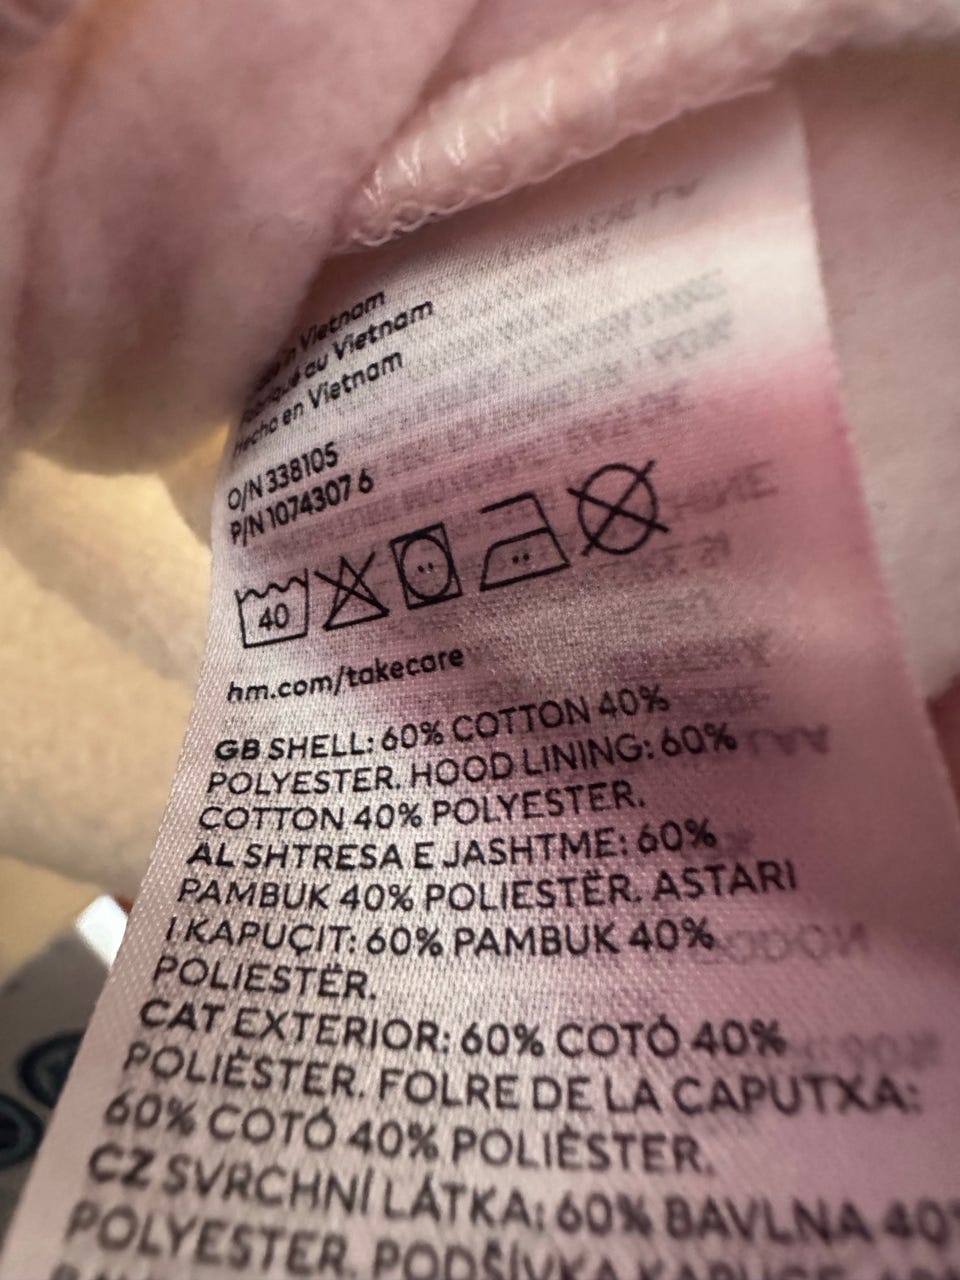 in Vietnam
au Vietnam
Hecho en Vietnam
O/N 338105
P/N 1074307 6
40
hm.com/takecare
GB SHELL: 60% COTTON 40%
POLYESTER. HOOD LINING: 60%
COTTON 40% POLYESTER.
AL SHTRESA E JASHTME: 60%
PAMBUK 40% POLIESTËR. ASTARI
I KAPUÇIT: 60% PAMBUK 40%
POLIESTËR.
CAT EXTERIOR: 60% COTÓ 40%
POLIÈSTER. FOLRE DE LA CAPUTXA:
60% COTÓ 40% POLIÈSTER.
CZ SVRCHNÍ LÁTKA: 60% BAVLNA 40
POLYESTER. PODŠÍVKA